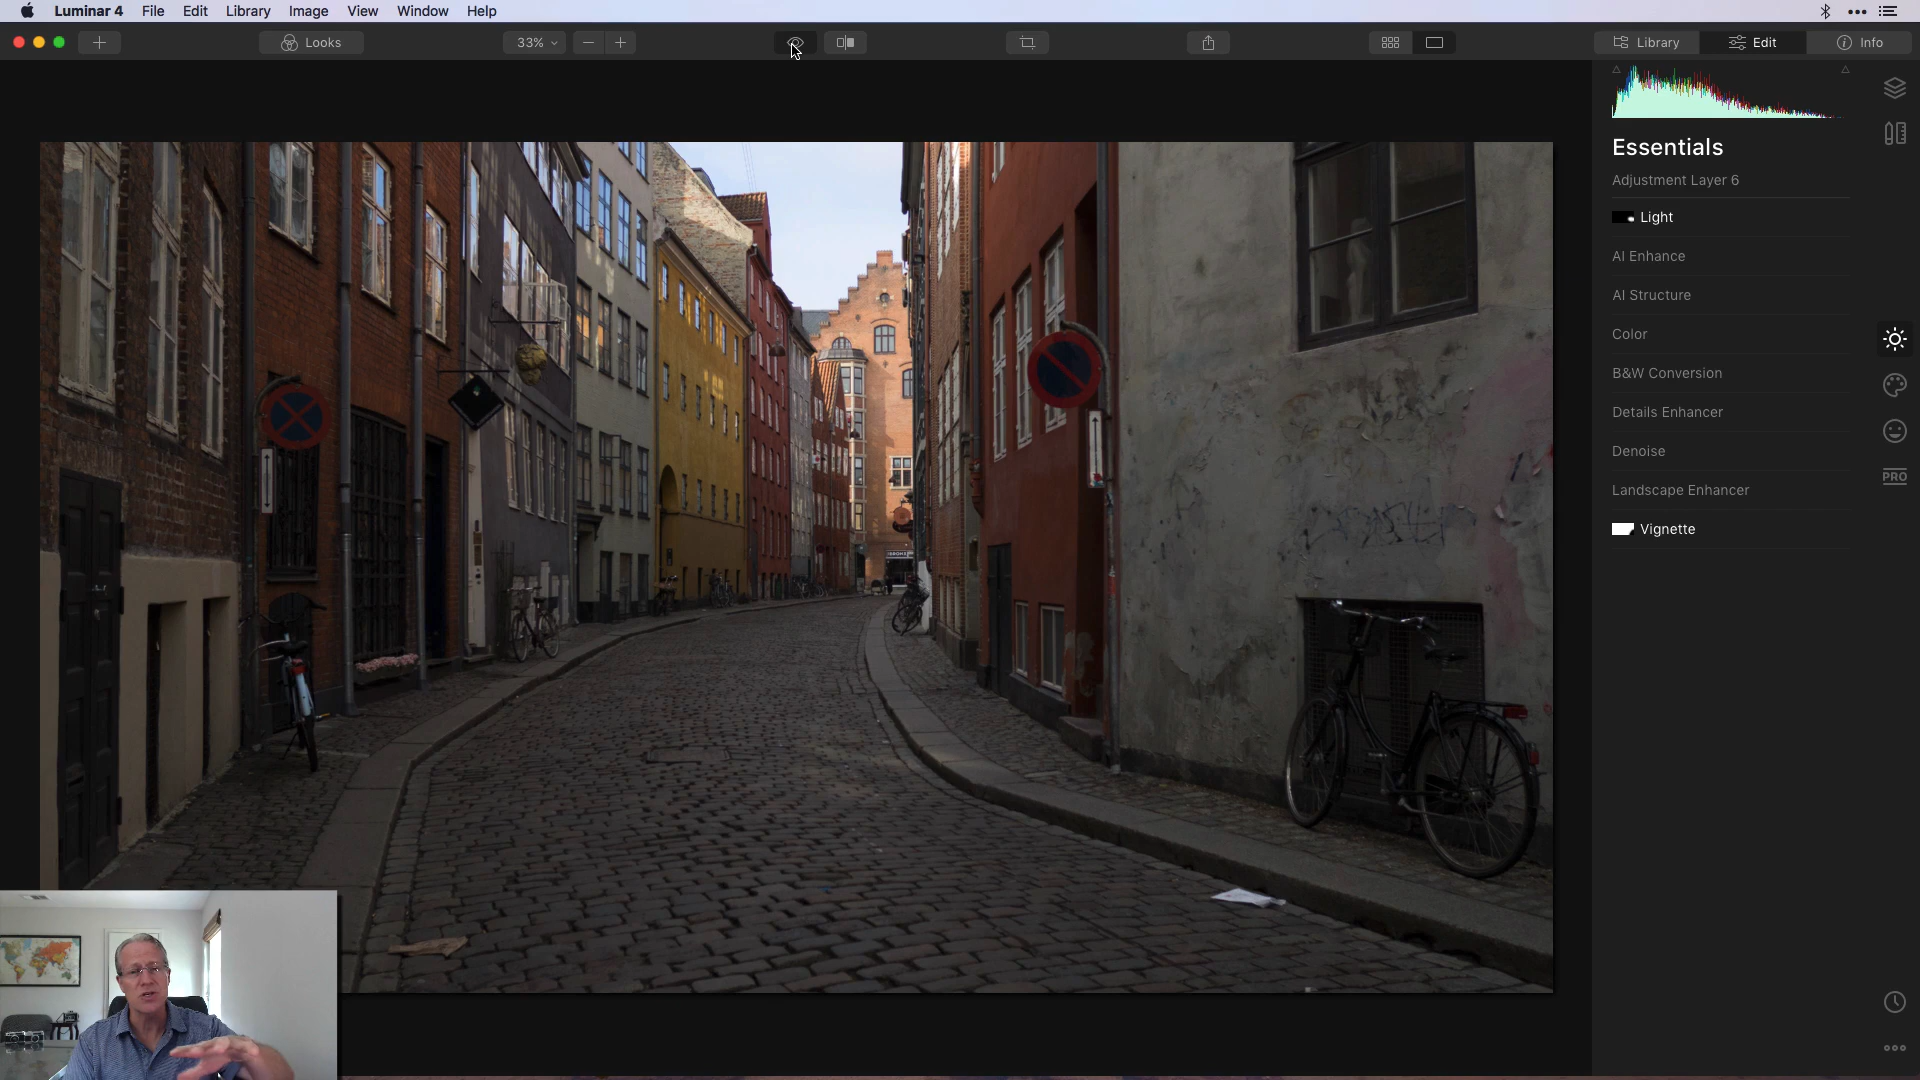 Luminar 4 File Edit Library Image View Window Help
Looks 33% Library Edit Info
Essentials
Adjustment Layer 6
Light
AI Enhance
AI Structure
Color
B&W Conversion
Details Enhancer
Denoise
Landscape Enhancer
Vignette
PRO